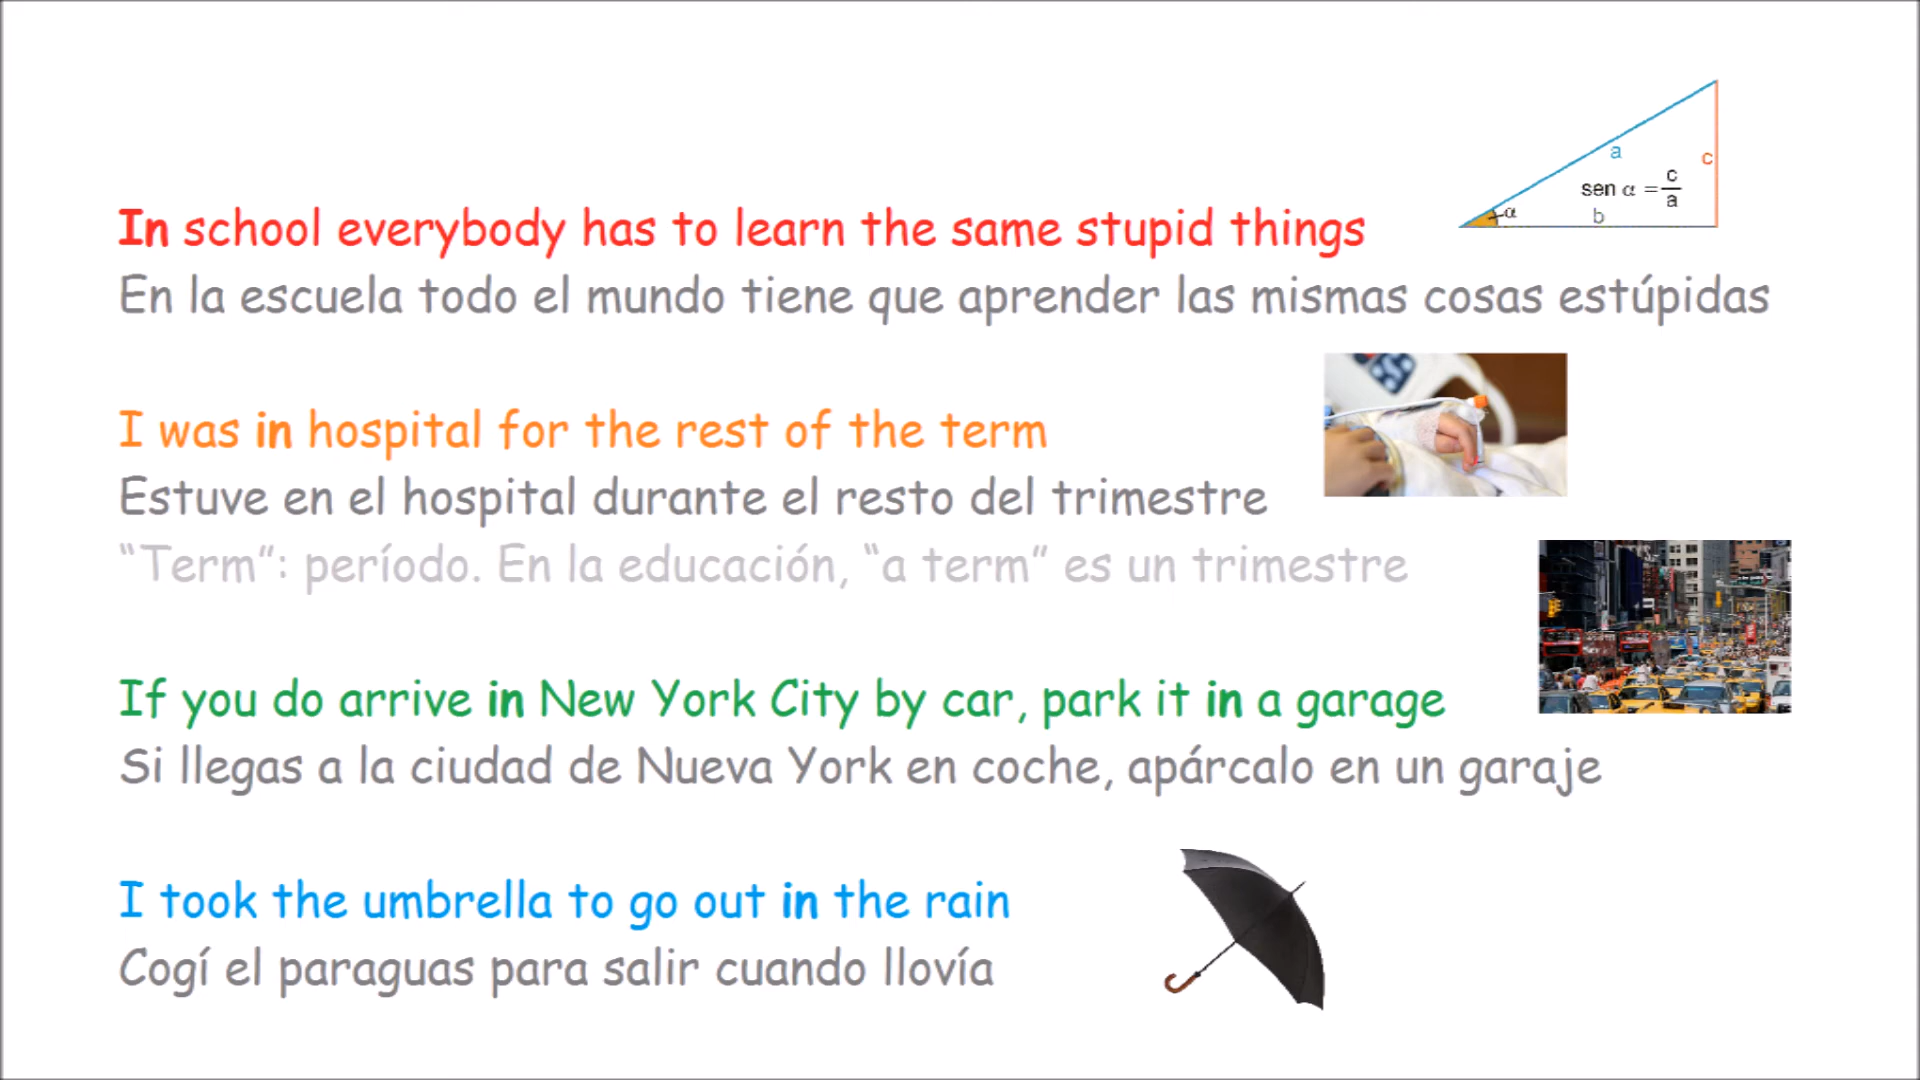 In school everybody has to learn the same stupid things
En la escuela todo el mundo tiene que aprender las mismas cosas estúpidas
a
c
sen α = c/a
α
b
I was in hospital for the rest of the term
Estuve en el hospital durante el resto del trimestre
“Term”: período. En la educación, “a term” es un trimestre
If you do arrive in New York City by car, park it in a garage
Si llegas a la ciudad de Nueva York en coche, apárcalo en un garaje
I took the umbrella to go out in the rain
Cogí el paraguas para salir cuando llovía